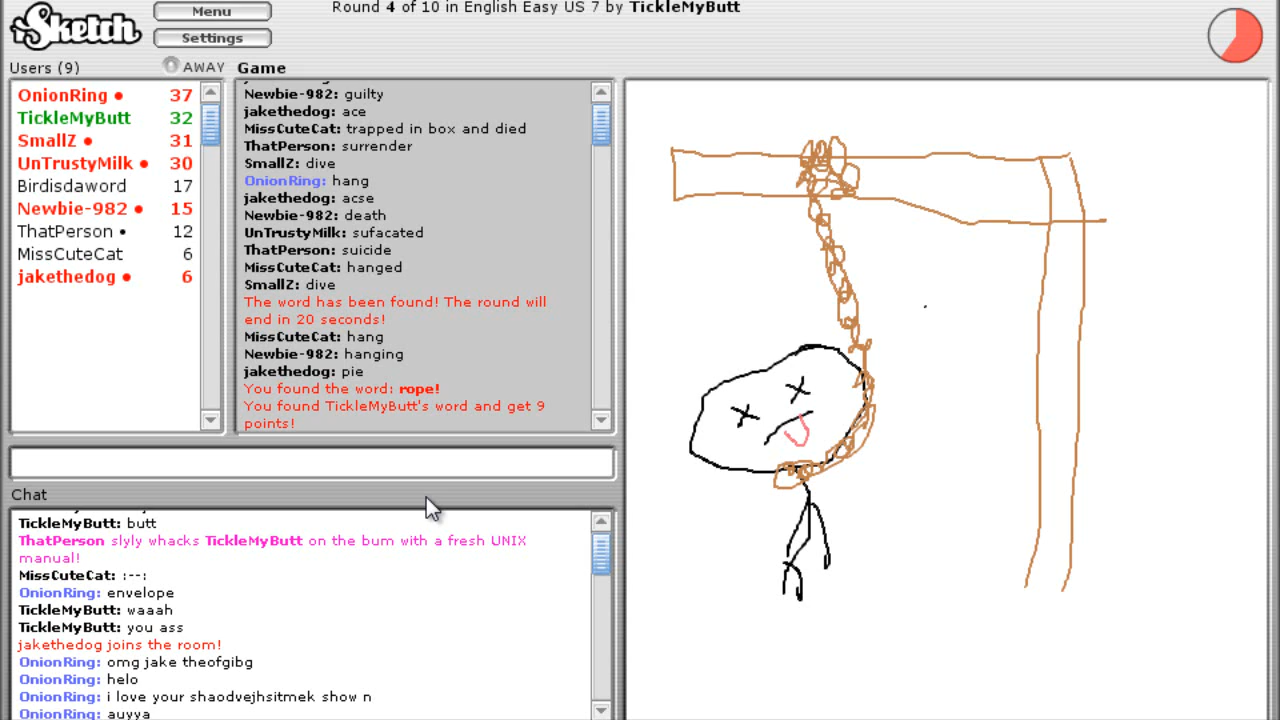 iSketch
Menu
Settings
Round 4 of 10 in English Easy US 7 by TickleMyButt
Users (9)
AWAY
OnionRing • 37
TickleMyButt 32
SmallZ • 31
UnTrustyMilk • 30
Birdisdaword 17
Newbie-982 • 15
ThatPerson • 12
MissCuteCat 6
jakethedog • 6
Game
Newbie-982: guilty
jakethedog: ace
MissCuteCat: trapped in box and died
ThatPerson: surrender
SmallZ: dive
OnionRing: hang
jakethedog: acse
Newbie-982: death
UnTrustyMilk: sufacated
ThatPerson: suicide
MissCuteCat: hanged
SmallZ: dive
The word has been found! The round will
end in 20 seconds!
MissCuteCat: hang
Newbie-982: hanging
jakethedog: pie
You found the word: rope!
You found TickleMyButt's word and get 9
points!
Chat
TickleMyButt: butt
ThatPerson slyly whacks TickleMyButt on the bum with a fresh UNIX
manual!
MissCuteCat: :--:
OnionRing: envelope
TickleMyButt: waaah
TickleMyButt: you ass
jakethedog joins the room!
OnionRing: omg jake theofgibg
OnionRing: helo
OnionRing: i love your shaodvejhsitmek show n
OnionRing: auyya